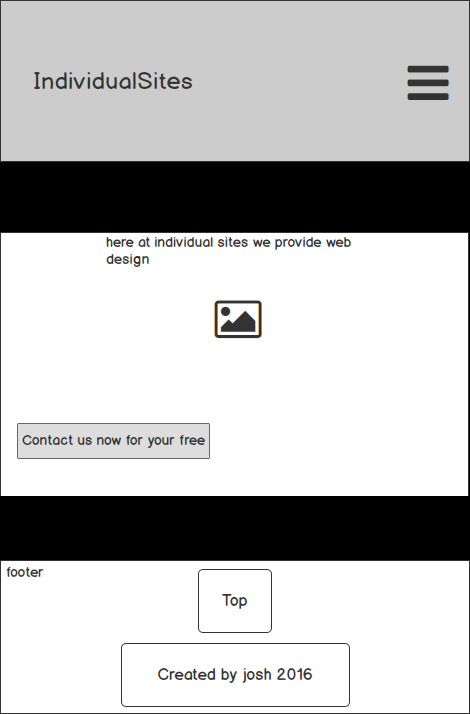 IndividualSites
here at individual sites we provide web
design
Contact us now for your free
footer
Top
Created by josh 2016